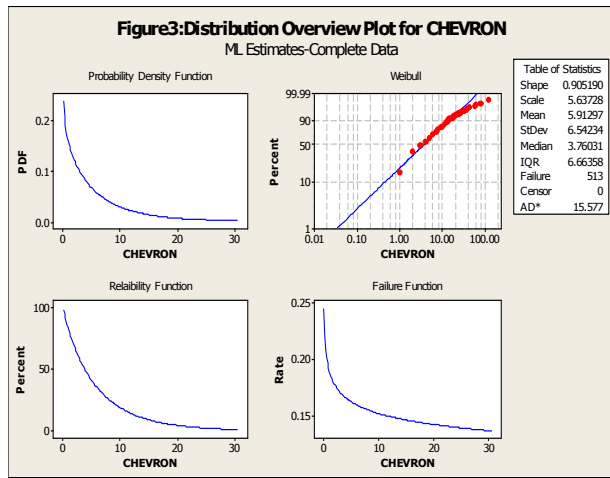 Figure3:Distribution Overview Plot for CHEVRON
ML Estimates-Complete Data
Probability Density Function
PDF
0.2
0.1
0.0
0 10 20 30
CHEVRON
Weibull
Percent
99.99
90
50
10
1
0.01 0.10 1.00 10.00 100.00
CHEVRON
Table of Statistics
Shape 0.905190
Scale 5.63728
Mean 5.91297
StDev 6.54234
Median 3.76031
IQR 6.66358
Failure 513
Censor 0
AD* 15.577
Relaibility Function
Percent
100
50
0
0 10 20 30
CHEVRON
Failure Function
Rate
0.25
0.20
0.15
0 10 20 30
CHEVRON